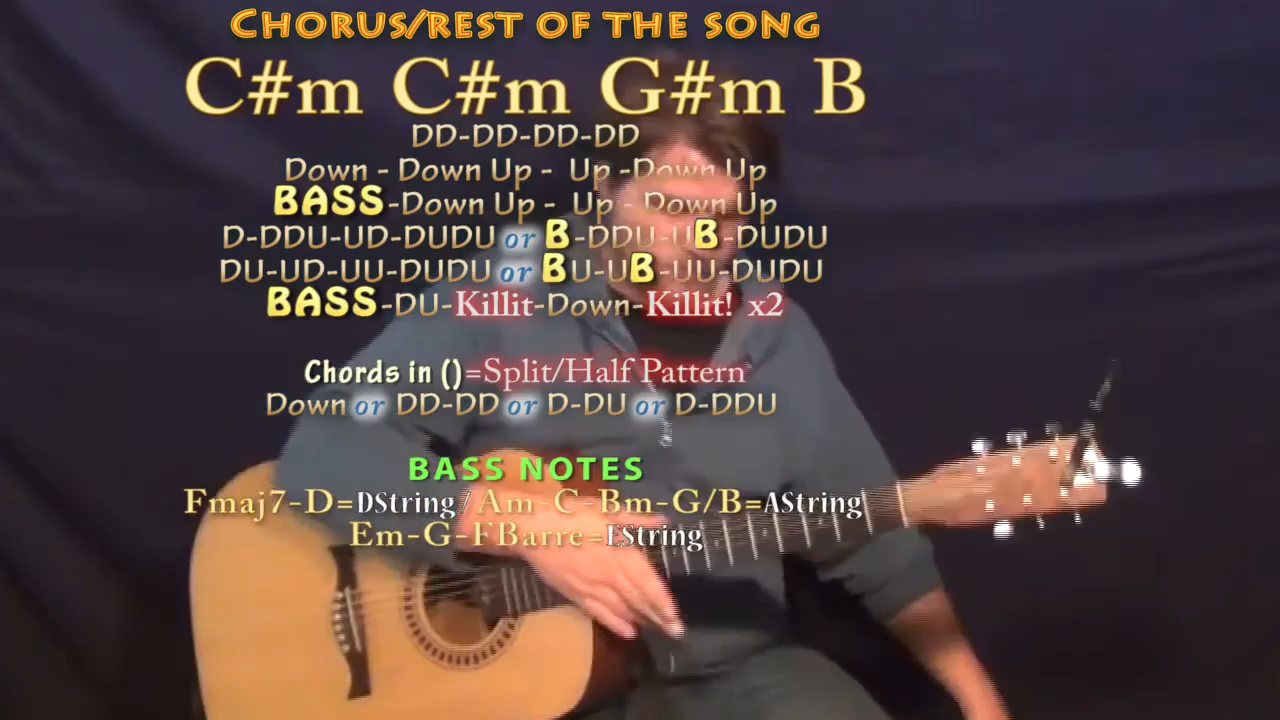 CHORUS/REST OF THE SONG
C#m C#m G#m B
DD-DD-DD-DD
Down - Down Up - Up -Down Up
BASS-Down Up - Up - Down Up
D-DDU-UD-DUDU or B-DDU-UB-DUDU
DU-UD-UU-DUDU or BU-UB-UU-DUDU
BASS-DU-Killit-Down-Killit! x2
Chords in ()=Split/Half Pattern
Down or DD-DD or D-DU or D-DDU
BASS NOTES
Fmaj7-D=DString / Am-C-Bm-G/B=AString
Em-G-FBarre=EString